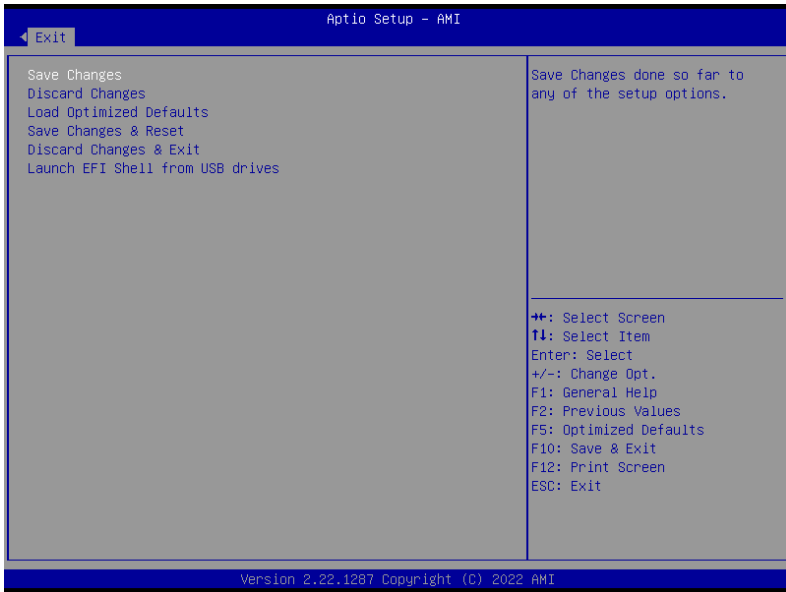 Aptio Setup – AMI
Exit
Save Changes
Discard Changes
Load Optimized Defaults
Save Changes & Reset
Discard Changes & Exit
Launch EFI Shell from USB drives
Save Changes done so far to
any of the setup options.
→←: Select Screen
↑↓: Select Item
Enter: Select
+/-: Change Opt.
F1: General Help
F2: Previous Values
F5: Optimized Defaults
F10: Save & Exit
F12: Print Screen
ESC: Exit
Version 2.22.1287 Copyright (C) 2022 AMI